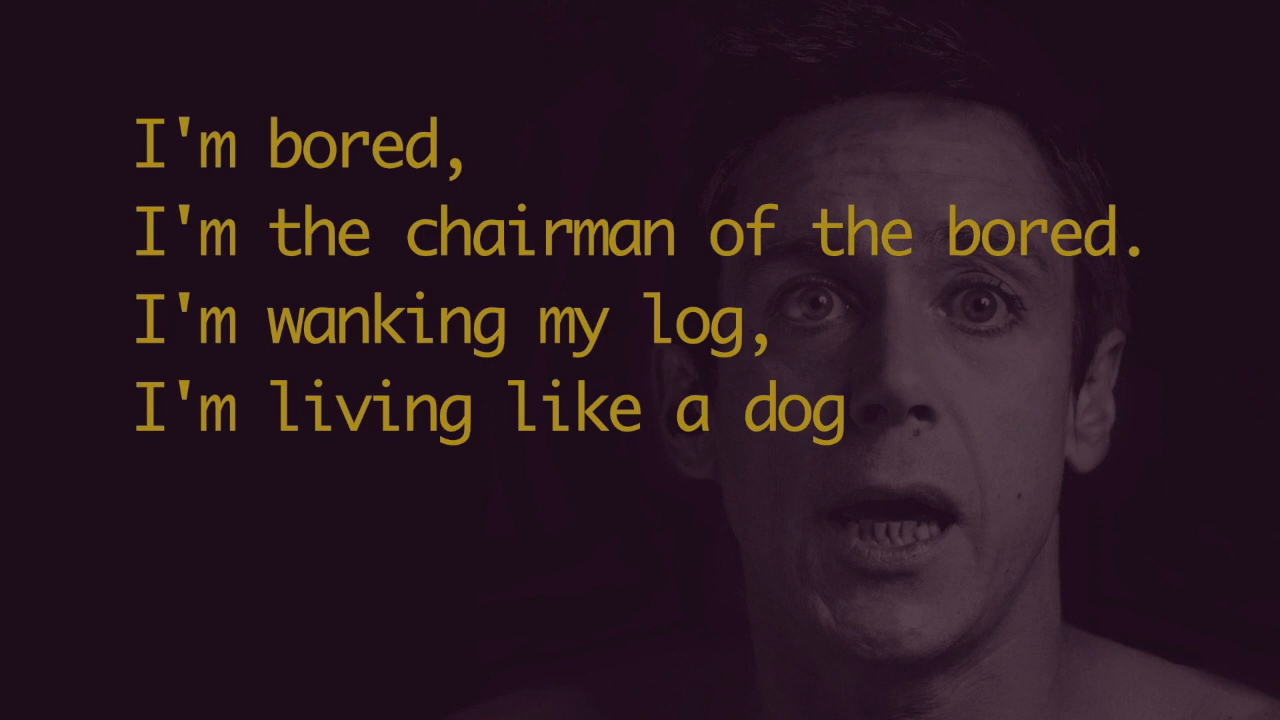 I'm bored,
I'm the chairman of the bored.
I'm wanking my log,
I'm living like a dog